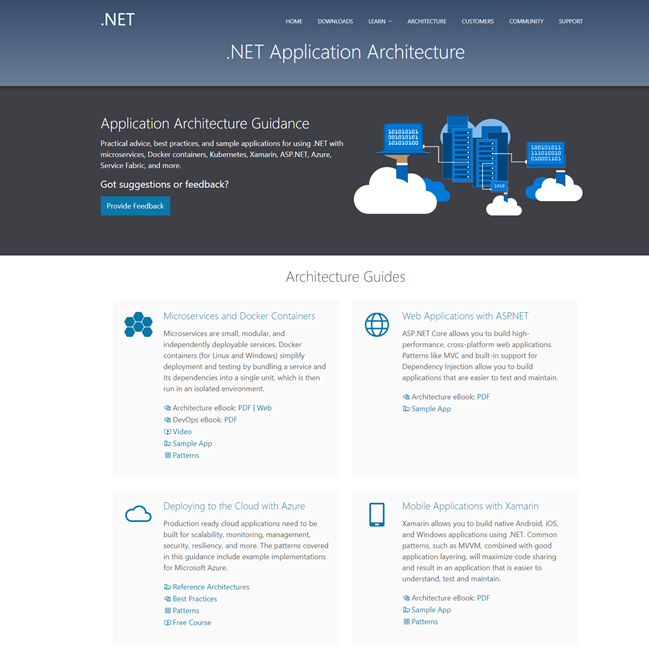 .NET
HOME DOWNLOADS LEARN ARCHITECTURE CUSTOMERS COMMUNITY SUPPORT
.NET Application Architecture
Application Architecture Guidance
Practical advice, best practices, and sample applications for using .NET with
microservices, Docker containers, Kubernetes, Xamarin, ASP.NET, Azure,
Service Fabric, and more.
Got suggestions or feedback?
Provide Feedback
101010101
001010101
101010100
1010
100101011
111010010
010001101
Architecture Guides
Microservices and Docker Containers
Microservices are small, modular, and
independently deployable services. Docker
containers (for Linux and Windows) simplify
deployment and testing by bundling a service and
its dependencies into a single unit, which is then
run in an isolated environment.
Architecture eBook: PDF | Web
DevOps eBook: PDF
Video
Sample App
Patterns
Web Applications with ASP.NET
ASP.NET Core allows you to build high-
performance, cross-platform web applications.
Patterns like MVC and built-in support for
Dependency Injection allow you to build
applications that are easier to test and maintain.
Architecture eBook: PDF
Sample App
Deploying to the Cloud with Azure
Production ready cloud applications need to be
built for scalability, monitoring, management,
security, resiliency, and more. The patterns covered
in this guidance include example implementations
for Microsoft Azure.
Reference Architectures
Best Practices
Patterns
Free Course
Mobile Applications with Xamarin
Xamarin allows you to build native Android, iOS,
and Windows applications using .NET. Common
patterns, such as MVVM, combined with good
application layering, will maximize code sharing
and result in an application that is easier to
understand, test and maintain.
Architecture eBook: PDF
Sample App
Patterns